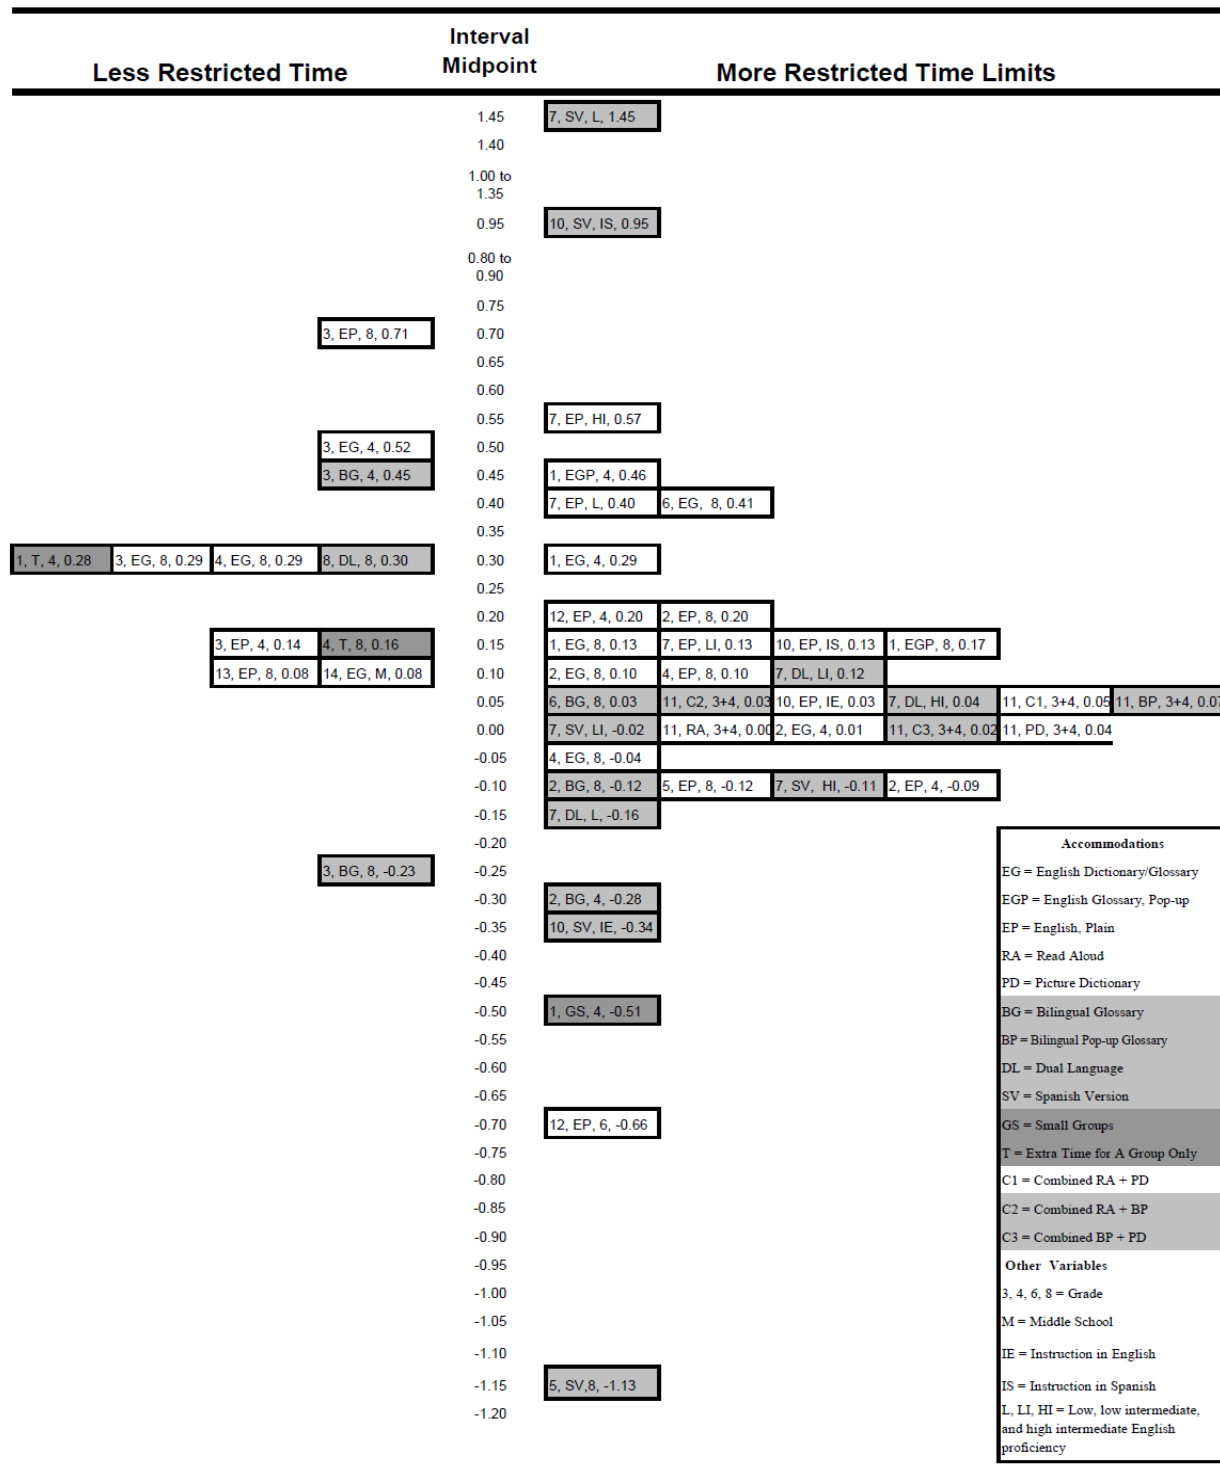 Less Restricted Time Interval Midpoint More Restricted Time Limits
1.45 7, SV, L, 1.45
1.40
1.00 to
1.35
0.95 10, SV, IS, 0.95
0.80 to
0.90
0.75
3, EP, 8, 0.71 0.70
0.65
0.60
0.55 7, EP, HI, 0.57
3, EG, 4, 0.52 0.50
3, BG, 4, 0.45 0.45 1, EGP, 4, 0.46
0.40 7, EP, L, 0.40 6, EG, 8, 0.41
0.35
1, T, 4, 0.28 3, EG, 8, 0.29 4, EG, 8, 0.29 8, DL, 8, 0.30 0.30 1, EG, 4, 0.29
0.25
0.20 12, EP, 4, 0.20 2, EP, 8, 0.20
3, EP, 4, 0.14 4, T, 8, 0.16 0.15 1, EG, 8, 0.13 7, EP, LI, 0.13 10, EP, IS, 0.13 1, EGP, 8, 0.17
13, EP, 8, 0.08 14, EG, M, 0.08 0.10 2, EG, 8, 0.10 4, EP, 8, 0.10 7, DL, LI, 0.12
0.05 6, BG, 8, 0.03 11, C2, 3+4, 0.03 10, EP, IE, 0.03 7, DL, HI, 0.04 11, C1, 3+4, 0.05 11, BP, 3+4, 0.07
0.00 7, SV, LI, -0.02 11, RA, 3+4, 0.00 2, EG, 4, 0.01 11, C3, 3+4, 0.02 11, PD, 3+4, 0.04
-0.05 4, EG, 8, -0.04
-0.10 2, BG, 8, -0.12 5, EP, 8, -0.12 7, SV, HI, -0.11 2, EP, 4, -0.09
-0.15 7, DL, L, -0.16
-0.20
3, BG, 8, -0.23 -0.25
-0.30 2, BG, 4, -0.28
-0.35 10, SV, IE, -0.34
-0.40
-0.45
-0.50 1, GS, 4, -0.51
-0.55
-0.60
-0.65
-0.70 12, EP, 6, -0.66
-0.75
-0.80
-0.85
-0.90
-0.95
-1.00
-1.05
-1.10
-1.15 5, SV,8, -1.13
-1.20
Accommodations
EG = English Dictionary/Glossary
EGP = English Glossary, Pop-up
EP = English, Plain
RA = Read Aloud
PD = Picture Dictionary
BG = Bilingual Glossary
BP = Bilingual Pop-up Glossary
DL = Dual Language
SV = Spanish Version
GS = Small Groups
T = Extra Time for A Group Only
C1 = Combined RA + PD
C2 = Combined RA + BP
C3 = Combined BP + PD
Other Variables
3, 4, 6, 8 = Grade
M = Middle School
IE = Instruction in English
IS = Instruction in Spanish
L, LI, HI = Low, low intermediate,
and high intermediate English
proficiency